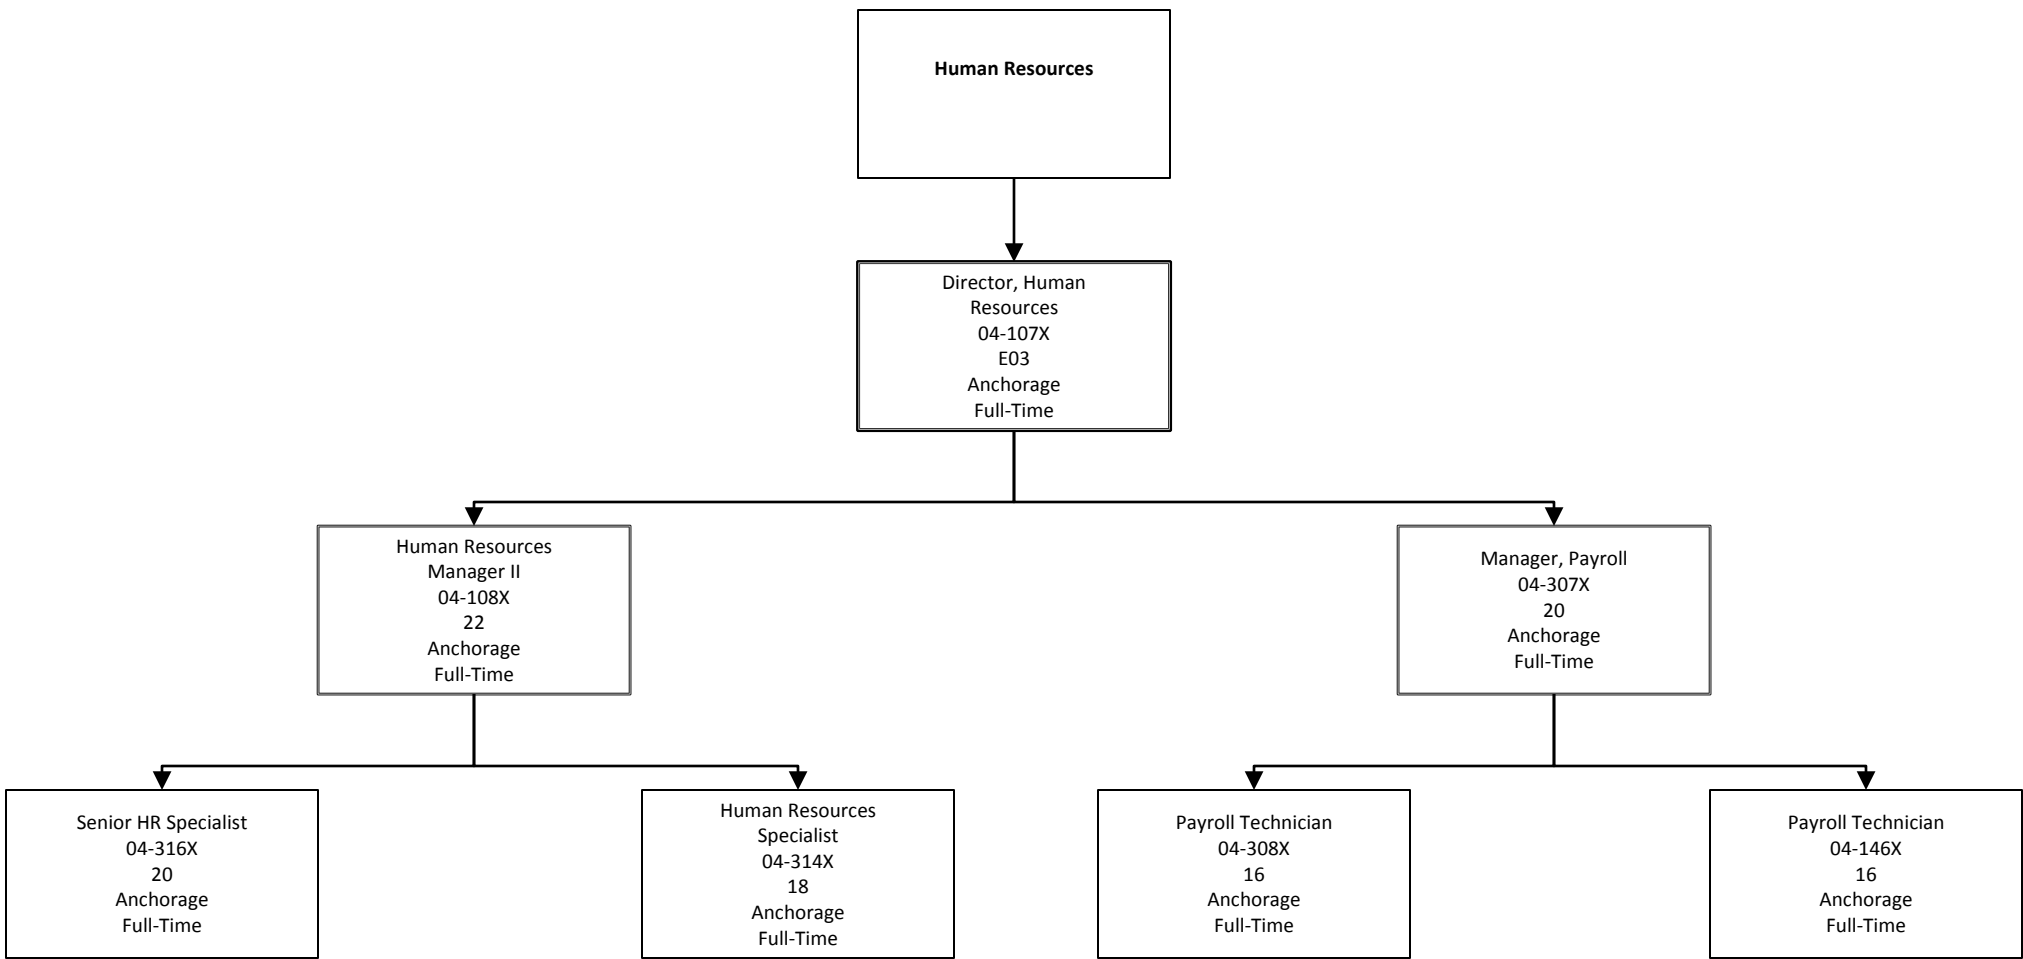 Human Resources
Director, Human
Resources
04-107X
E03
Anchorage
Full-Time
Human Resources
Manager II
04-108X
22
Anchorage
Full-Time
Manager, Payroll
04-307X
20
Anchorage
Full-Time
Senior HR Specialist
04-316X
20
Anchorage
Full-Time
Human Resources
Specialist
04-314X
18
Anchorage
Full-Time
Payroll Technician
04-308X
16
Anchorage
Full-Time
Payroll Technician
04-146X
16
Anchorage
Full-Time